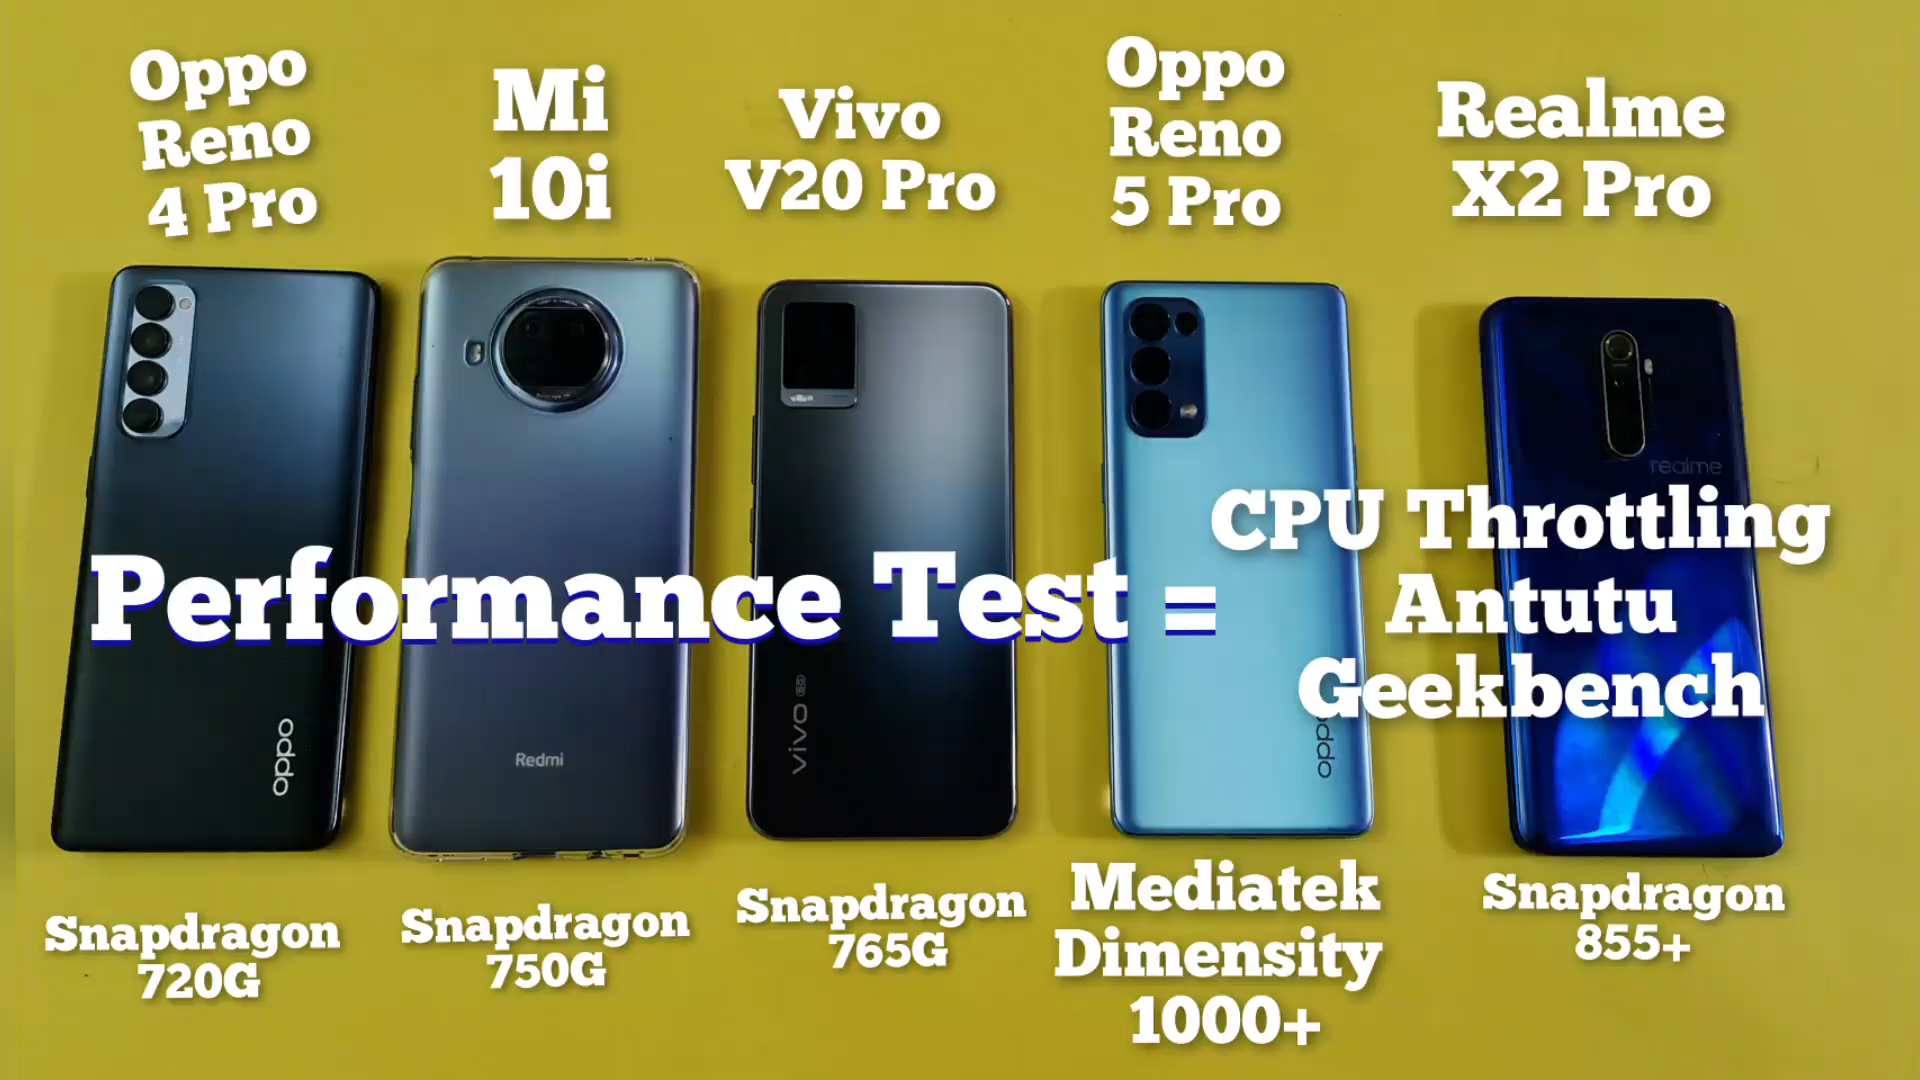 Oppo
Reno
4 Pro
Mi
10i
Vivo
V20 Pro
Oppo
Reno
5 Pro
Realme
X2 Pro
realme
Performance Test =
CPU Throttling
Antutu
Geekbench
oppo
Redmi
vivo
oppo
Snapdragon
720G
Snapdragon
750G
Snapdragon
765G
Mediatek
Dimensity
1000+
Snapdragon
855+